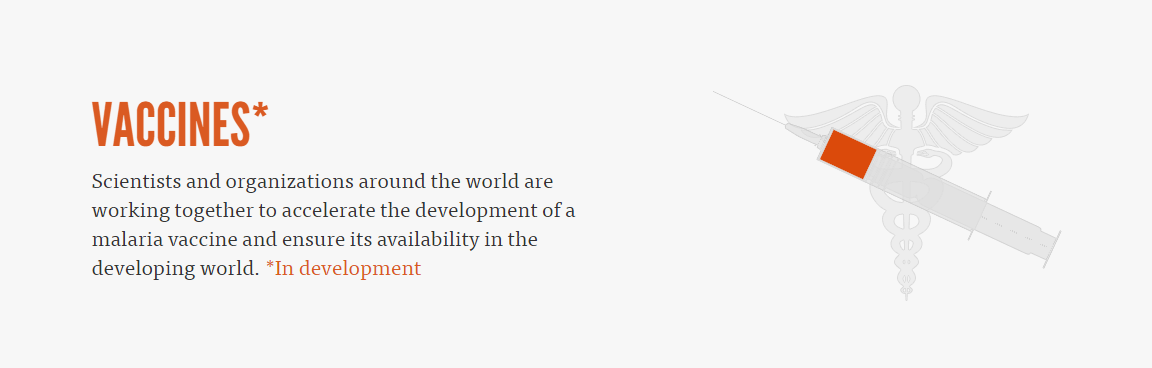 VACCINES*
Scientists and organizations around the world are
working together to accelerate the development of a
malaria vaccine and ensure its availability in the
developing world. *In development